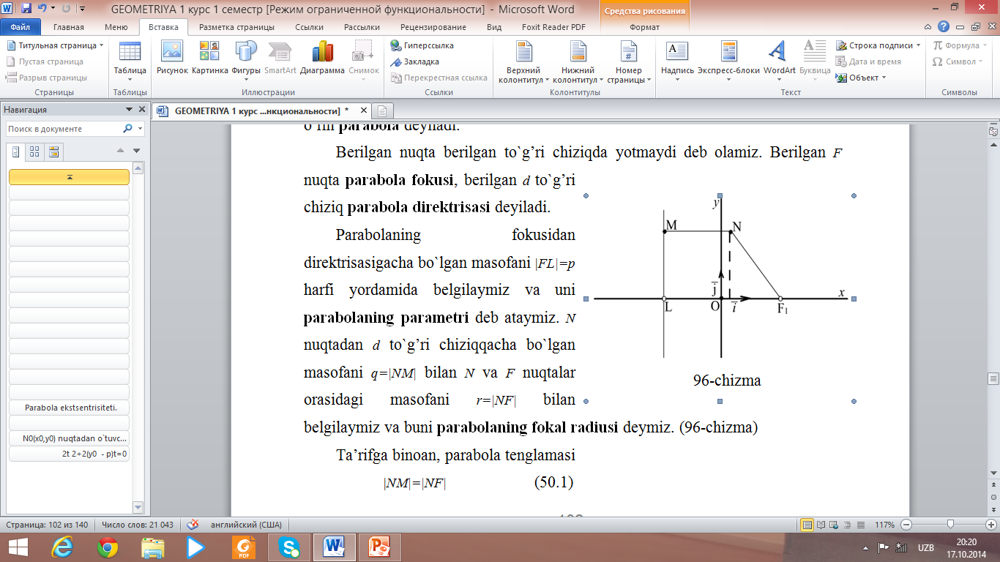 GEOMETRIYA 1 курс 1 семестр [Режим ограниченной функциональности] - Microsoft Word
Средства рисования
Файл Главная Меню Вставка Разметка страницы Ссылки Рассылки Рецензирование Вид Foxit Reader PDF Формат
Титульная страница
Пустая страница
Разрыв страницы
Страницы
Таблица
Таблицы
Рисунок Картинка Фигуры SmartArt Диаграмма Снимок
Иллюстрации
Гиперссылка
Закладка
Перекрестная ссылка
Ссылки
Верхний колонтитул
Нижний колонтитул
Номер страницы
Колонтитулы
Надпись Экспресс-блоки WordArt Буквица
Строка подписи
Дата и время
Объект
Текст
Формула
Символ
Символы
Навигация
Поиск в документе
Parabola ekstsentrisiteti.
N0(x0,y0) nuqtadan o`tuvc...
2t 2+2(y0 - p)t=0
GEOMETRIYA 1 курс ...нкциональности] *
o`rni parabola deyiladi.
Berilgan nuqta berilgan to`g’ri chiziqda yotmaydi deb olamiz. Berilgan F
nuqta parabola fokusi, berilgan d to`g’ri
chiziq parabola direktrisasi deyiladi.
Parabolaning fokusidan
direktrisasigacha bo`lgan masofani |FL|=p
harfi yordamida belgilaymiz va uni
parabolaning parametri deb ataymiz. N
nuqtadan d to`g’ri chiziqqacha bo`lgan
masofani q=|NM| bilan N va F nuqtalar
orasidagi masofani r=|NF| bilan
belgilaymiz va buni parabolaning fokal radiusi deymiz. (96-chizma)
Ta’rifga binoan, parabola tenglamasi
|NM|=|NF| (50.1)
y
M N
j
x
L O i F1
96-chizma
Страница: 102 из 140 Число слов: 21 043 английский (США) 117%
UZB
20:20
17.10.2014